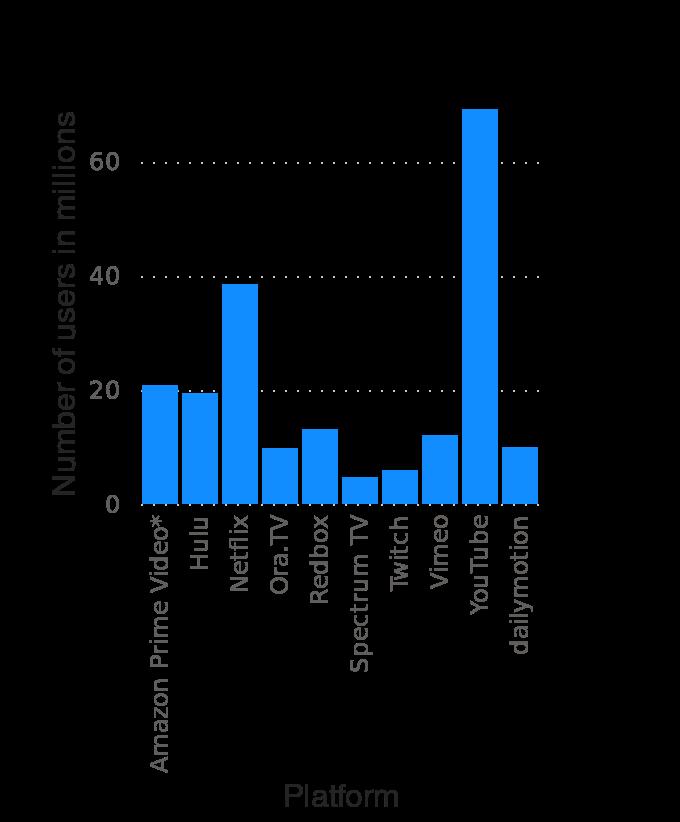 Number of users in millions
60
40
20
0
Amazon Prime Video*
Hulu
Netflix
Ora.TV
Redbox
Spectrum TV
Twitch
Vimeo
YouTube
dailymotion
Platform